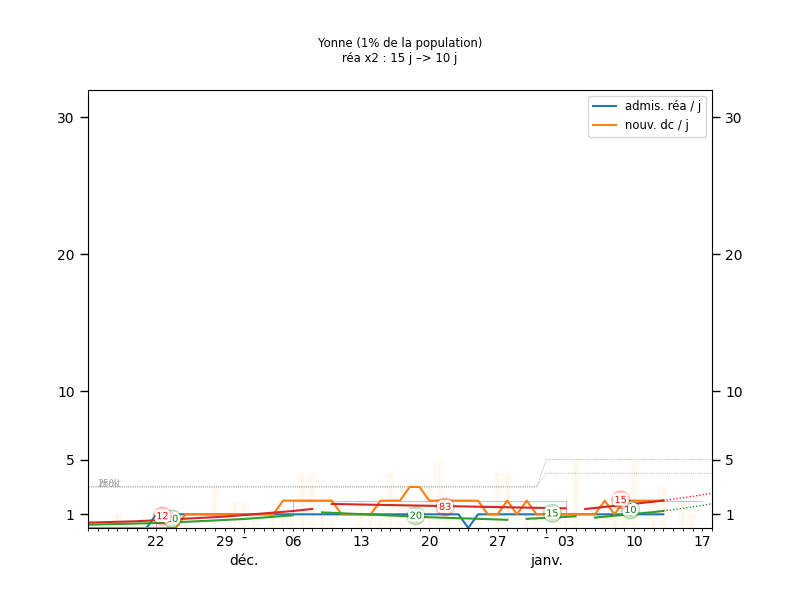 Yonne (1% de la population)
réa x2 : 15 j –> 10 j
admis. réa / j
nouv. dc / j
30 30
20 20
10 10
5 5
1 1
12
83
20
15
15
10
22 29 - 06 13 20 27 - 03 10 17
déc. janv.